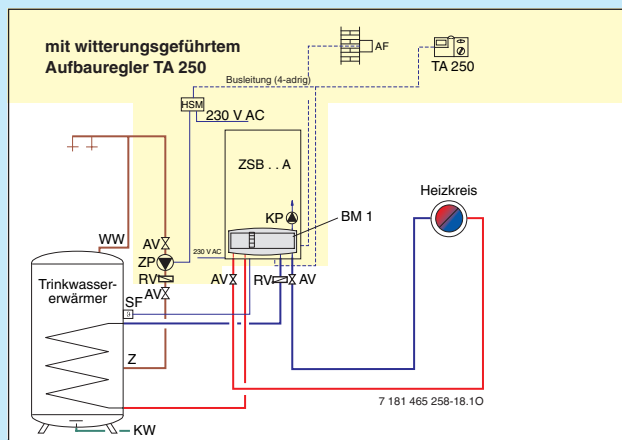 mit witterungsgeführtem
Aufbauregler TA 250
AF
TA 250
Busleitung (4-adrig)
HSM
230 V AC
ZSB . . A
Heizkreis
KP
BM 1
WW
AV
ZP
230 V AC
RV
AV
RV
AV
AV
Trinkwasser-
erwärmer
SF
Z
7 181 465 258-18.1O
KW